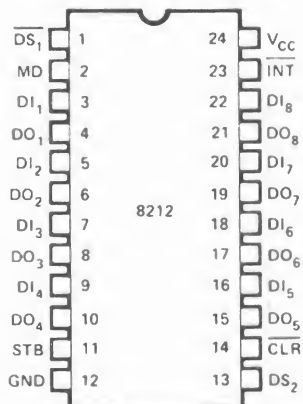 DS1 1 24 VCC
MD 2 23 INT
DI1 3 22 DI8
DO1 4 21 DO8
DI2 5 20 DI7
DO2 6 19 DO7
8212
DI3 7 18 DI6
DO3 8 17 DO6
DI4 9 16 DI5
DO4 10 15 DO5
STB 11 14 CLR
GND 12 13 DS2